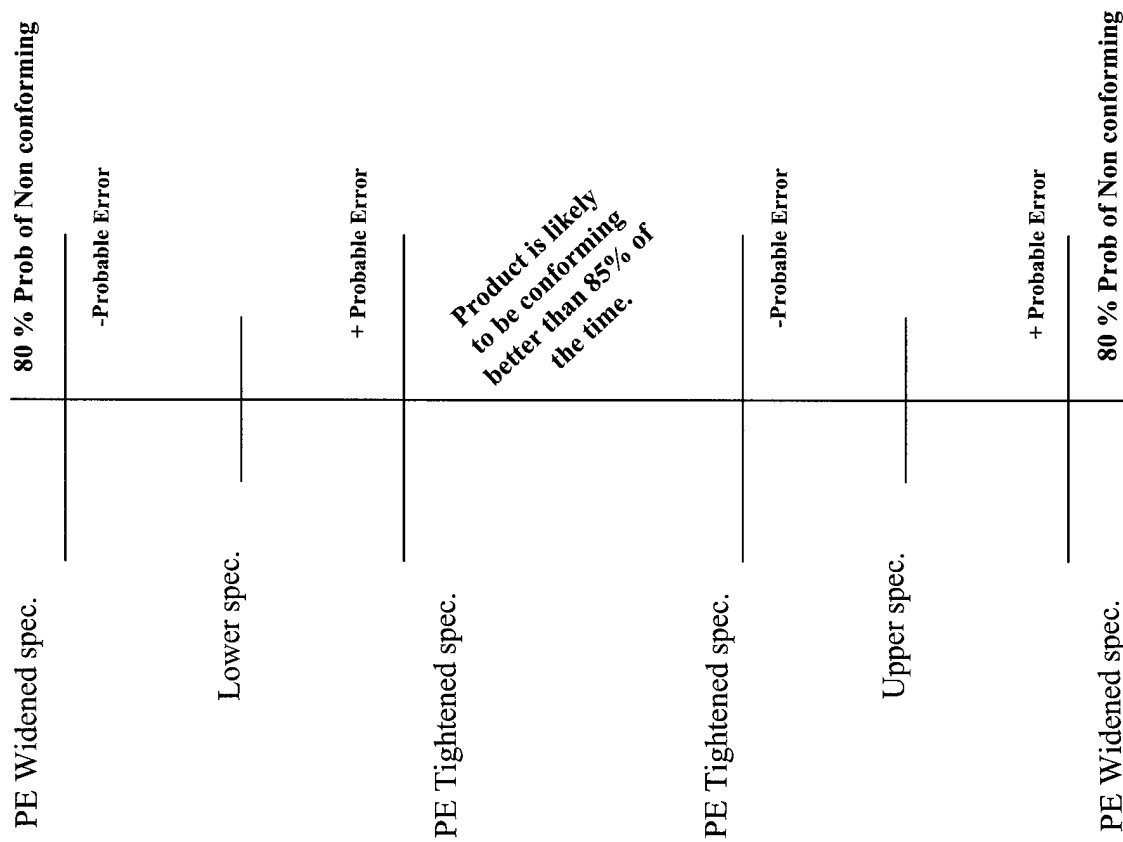 80 % Prob of Non conforming
PE Widened spec.
-Probable Error
Lower spec.
+ Probable Error
PE Tightened spec.
Product is likely
to be conforming
better than 85% of
the time.
PE Tightened spec.
-Probable Error
Upper spec.
+ Probable Error
PE Widened spec.
80 % Prob of Non conforming